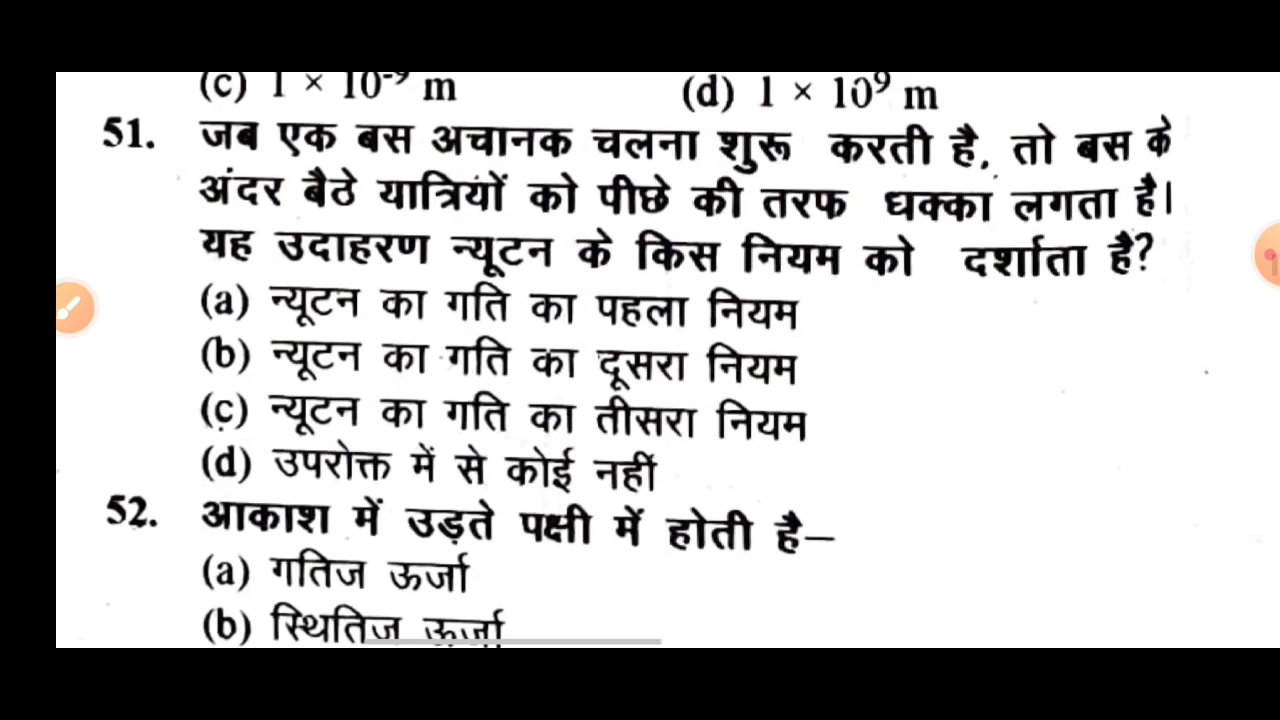 (c) 1 × 10⁻⁹ m (d) 1 × 10⁹ m
51. जब एक बस अचानक चलना शुरू करती है, तो बस के
अंदर बैठे यात्रियों को पीछे की तरफ धक्का लगता है।
यह उदाहरण न्यूटन के किस नियम को दर्शाता है?
(a) न्यूटन का गति का पहला नियम
(b) न्यूटन का गति का दूसरा नियम
(c) न्यूटन का गति का तीसरा नियम
(d) उपरोक्त में से कोई नहीं
52. आकाश में उड़ते पक्षी में होती है–
(a) गतिज ऊर्जा
(b) स्थितिज ऊर्जा